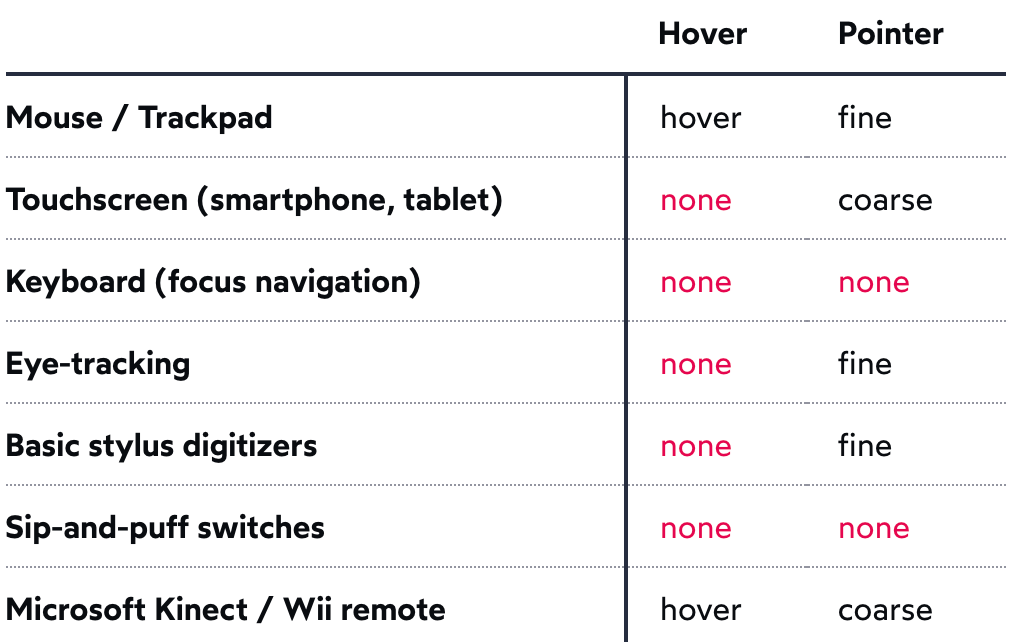 Hover Pointer
Mouse / Trackpad hover fine
Touchscreen (smartphone, tablet) none coarse
Keyboard (focus navigation) none none
Eye-tracking none fine
Basic stylus digitizers none fine
Sip-and-puff switches none none
Microsoft Kinect / Wii remote hover coarse